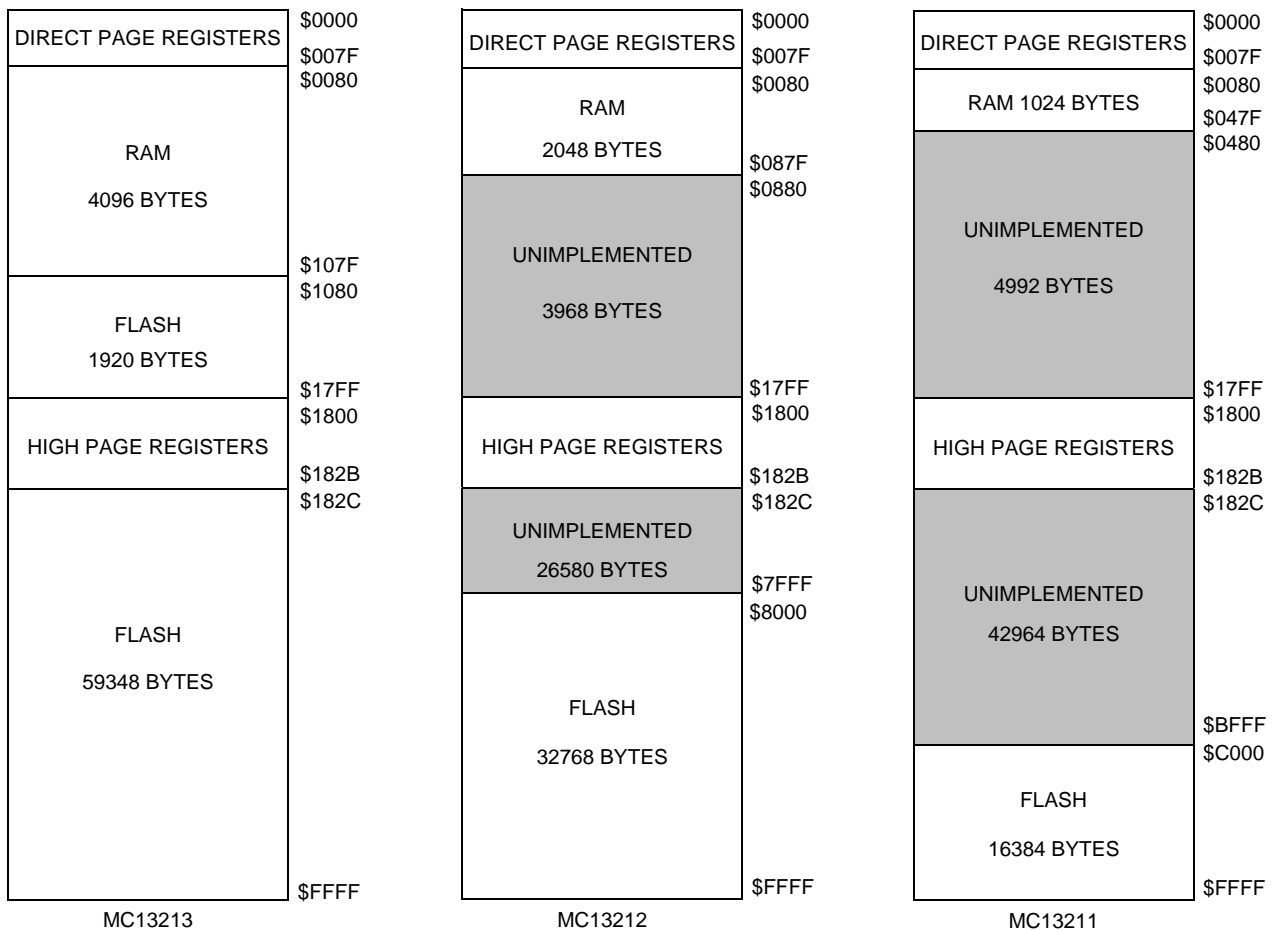 DIRECT PAGE REGISTERS
$0000
$007F
$0080
RAM
4096 BYTES
$107F
$1080
FLASH
1920 BYTES
$17FF
$1800
HIGH PAGE REGISTERS
$182B
$182C
FLASH
59348 BYTES
$FFFF
MC13213
DIRECT PAGE REGISTERS
$0000
$007F
$0080
RAM
2048 BYTES
$087F
$0880
UNIMPLEMENTED
3968 BYTES
$17FF
$1800
HIGH PAGE REGISTERS
$182B
$182C
UNIMPLEMENTED
26580 BYTES
$7FFF
$8000
FLASH
32768 BYTES
$FFFF
MC13212
DIRECT PAGE REGISTERS
$0000
$007F
$0080
RAM 1024 BYTES
$047F
$0480
UNIMPLEMENTED
4992 BYTES
$17FF
$1800
HIGH PAGE REGISTERS
$182B
$182C
UNIMPLEMENTED
42964 BYTES
$BFFF
$C000
FLASH
16384 BYTES
$FFFF
MC13211